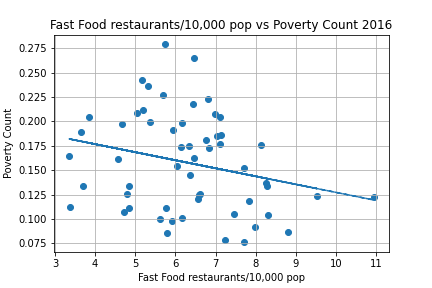 Fast Food restaurants/10,000 pop vs Poverty Count 2016
0.275
0.250
0.225
0.200
0.175
0.150
0.125
0.100
0.075
Poverty Count
3 4 5 6 7 8 9 10 11
Fast Food restaurants/10,000 pop